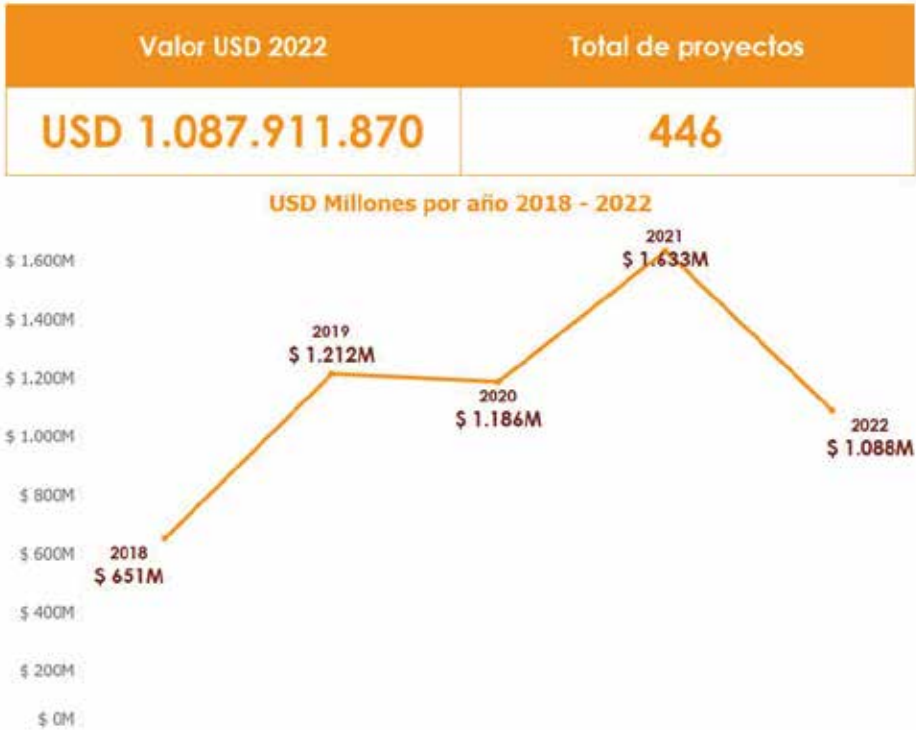 Valor USD 2022
Total de proyectos
USD 1.087.911.870
446
USD Millones por año 2018 - 2022
$ 1.600M
$ 1.400M
$ 1.200M
$ 1.000M
$ 800M
$ 600M
$ 400M
$ 200M
$ 0M
2018
$ 651M
2019
$ 1.212M
2020
$ 1.186M
2021
$ 1.633M
2022
$ 1.088M